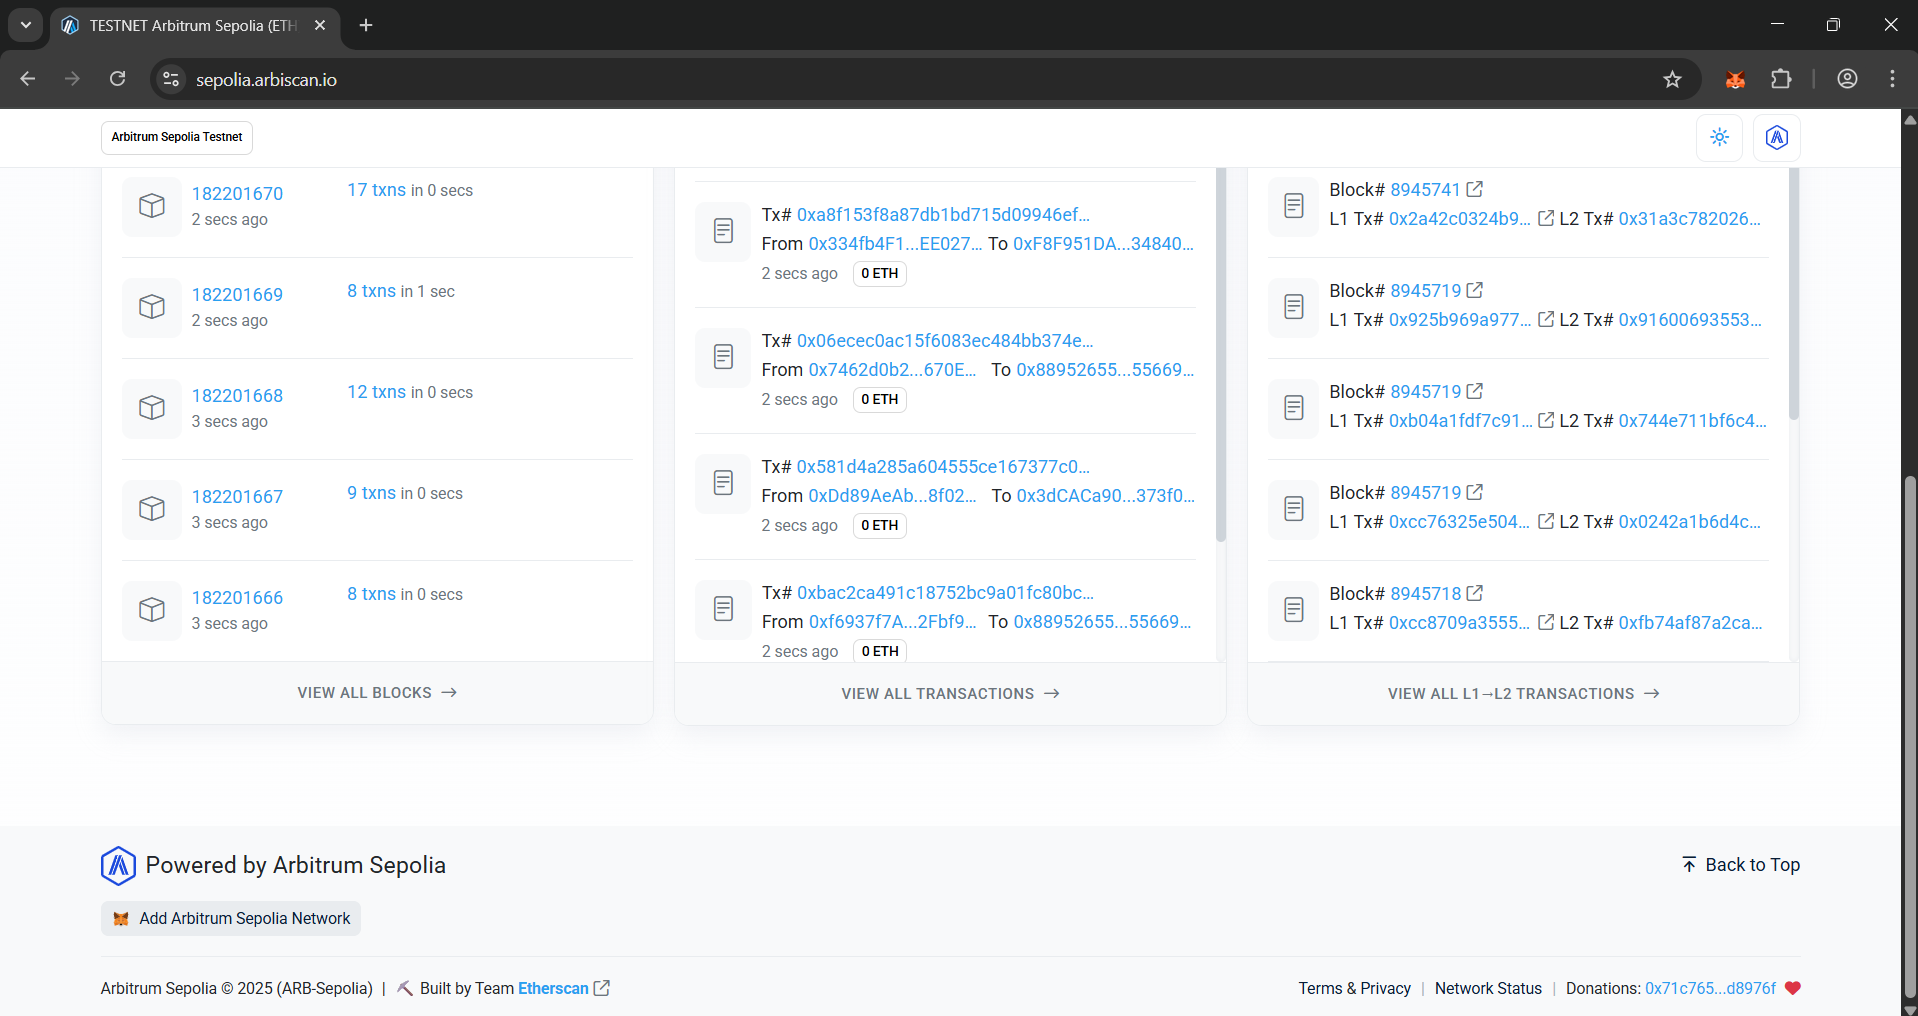 TESTNET Arbitrum Sepolia (ETH
sepolia.arbiscan.io
Arbitrum Sepolia Testnet
182201670
17 txns in 0 secs
2 secs ago
182201669
8 txns in 1 sec
2 secs ago
182201668
12 txns in 0 secs
3 secs ago
182201667
9 txns in 0 secs
3 secs ago
182201666
8 txns in 0 secs
3 secs ago
VIEW ALL BLOCKS →
Tx# 0xa8f153f8a87db1bd715d09946ef...
From 0x334fb4F1...EE027... To 0xF8F951DA...34840...
2 secs ago 0 ETH
Tx# 0x06ecec0ac15f6083ec484bb374e...
From 0x7462d0b2...670E... To 0x88952655...55669...
2 secs ago 0 ETH
Tx# 0x581d4a285a604555ce167377c0...
From 0xDd89AeAb...8f02... To 0x3dCACa90...373f0...
2 secs ago 0 ETH
Tx# 0xbac2ca491c18752bc9a01fc80bc...
From 0xf6937f7A...2Fbf9... To 0x88952655...55669...
2 secs ago 0 ETH
VIEW ALL TRANSACTIONS →
Block# 8945741
L1 Tx# 0x2a42c0324b9... L2 Tx# 0x31a3c782026...
Block# 8945719
L1 Tx# 0x925b969a977... L2 Tx# 0x91600693553...
Block# 8945719
L1 Tx# 0xb04a1fdf7c91... L2 Tx# 0x744e711bf6c4...
Block# 8945719
L1 Tx# 0xcc76325e504... L2 Tx# 0x0242a1b6d4c...
Block# 8945718
L1 Tx# 0xcc8709a3555... L2 Tx# 0xfb74af87a2ca...
VIEW ALL L1→L2 TRANSACTIONS →
Powered by Arbitrum Sepolia
Back to Top
Add Arbitrum Sepolia Network
Arbitrum Sepolia © 2025 (ARB-Sepolia) | Built by Team Etherscan
Terms & Privacy | Network Status | Donations: 0x71c765...d8976f